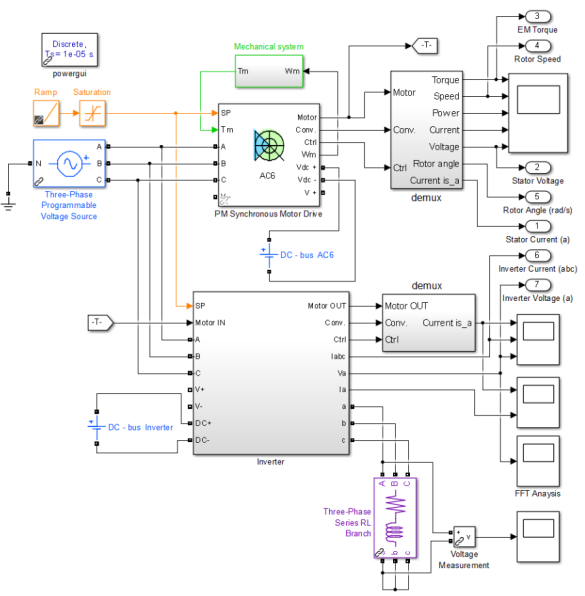 3
EM Torque
4
Rotor Speed
Discrete,
Ts= 1e-05 s
powergui
Mechanical system
Tm Wm
-T-
Ramp Saturation
SP
Tm
A
B
C
Motor
Conv.
Ctrl
Wm
Vdc +
Vdc -
V +
AC6
PM Synchronous Motor Drive
Motor
Conv.
Ctrl
Torque
Speed
Power
Current
Voltage
Rotor angle
Current is_a
demux
N
A
B
C
Three-Phase
Programmable
Voltage Source
2
Stator Voltage
5
Rotor Angle (rad/s)
1
Stator Current (a)
6
Inverter Current (abc)
7
Inverter Voltage (a)
DC - bus AC6
-T-
SP
Motor IN
A
B
C
V+
V-
DC+
DC-
Motor OUT
Conv.
Ctrl
Iabc
Va
Ia
a
b
c
Inverter
demux
Motor OUT
Conv.
Ctrl
Current is_a
DC - bus Inverter
FFT Anaysis
Three-Phase
Series RL
Branch
A B C
a b c
+
-
v
Voltage
Measurement